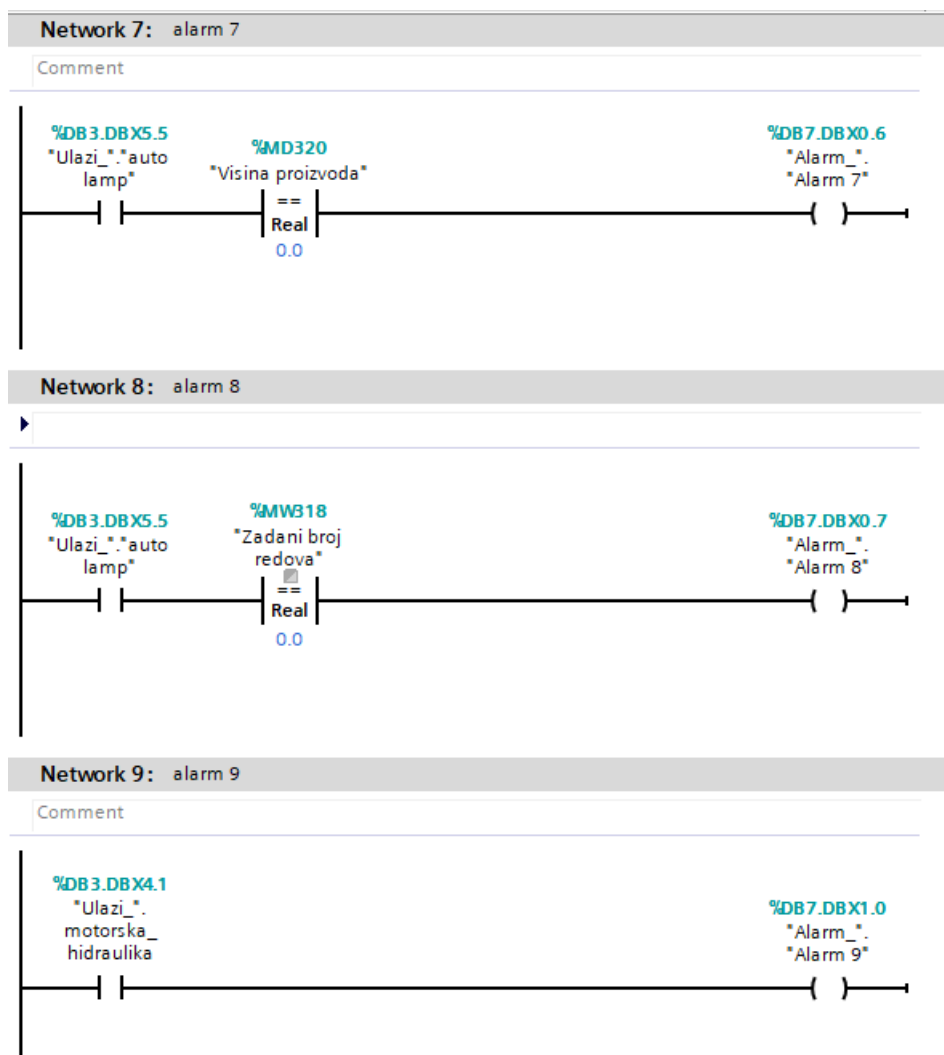 Network 7: alarm 7
Comment
%DB3.DBX5.5
"Ulazi_"."auto
lamp"
%MD320
"Visina proizvoda"
==
Real
0.0
%DB7.DBX0.6
"Alarm_".
"Alarm 7"
Network 8: alarm 8
%DB3.DBX5.5
"Ulazi_"."auto
lamp"
%MW318
"Zadani broj
redova"
==
Real
0.0
%DB7.DBX0.7
"Alarm_".
"Alarm 8"
Network 9: alarm 9
Comment
%DB3.DBX4.1
"Ulazi_".
motorska_
hidraulika
%DB7.DBX1.0
"Alarm_".
"Alarm 9"